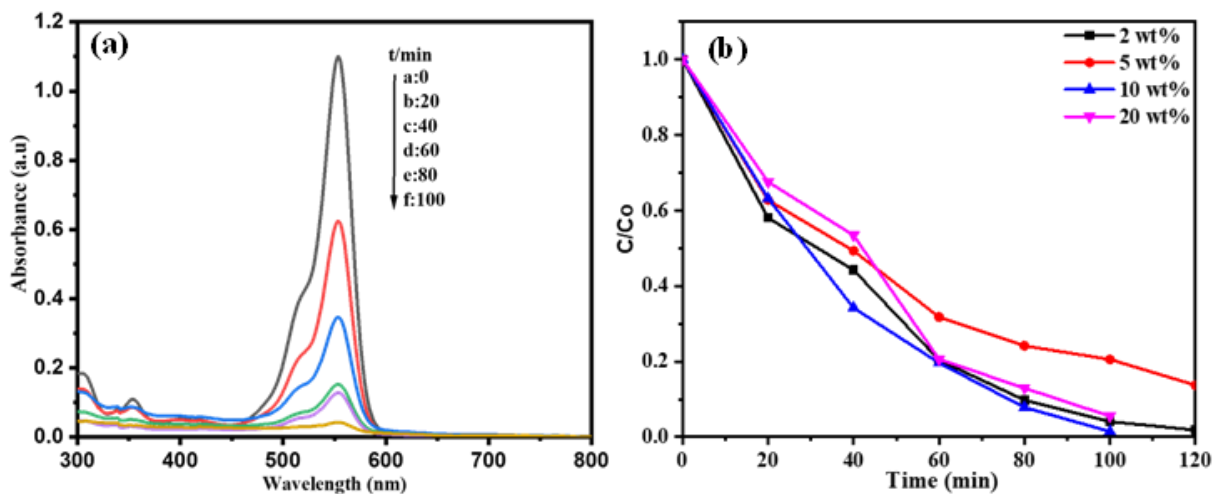 (a)
t/min
a:0
b:20
c:40
d:60
e:80
f:100
1.2
1.0
0.8
0.6
0.4
0.2
0.0
Absorbance (a.u)
300 400 500 600 700 800
Wavelength (nm)
(b)
2 wt%
5 wt%
10 wt%
20 wt%
1.0
0.8
0.6
0.4
0.2
0.0
C/Co
0 20 40 60 80 100 120
Time (min)